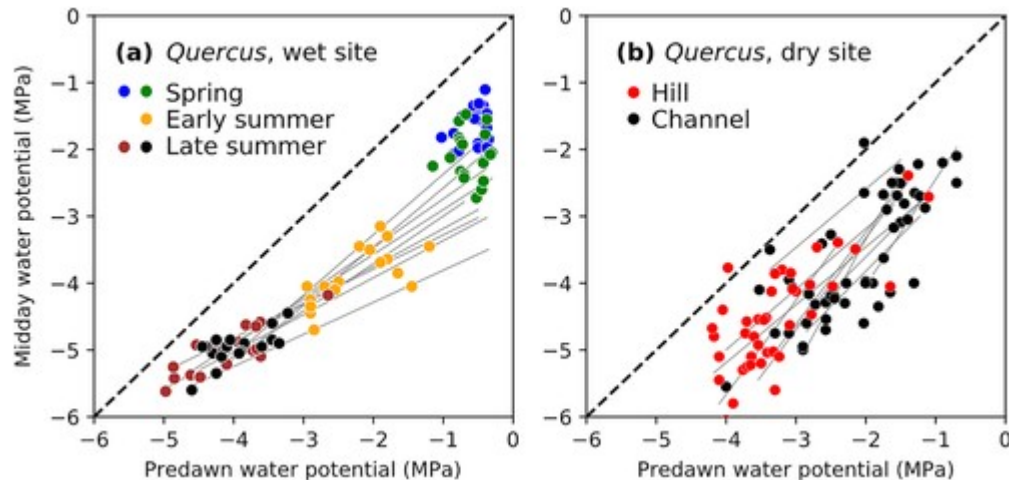 (a) Quercus, wet site
Spring
Early summer
Late summer
Midday water potential (MPa)
0
−1
−2
−3
−4
−5
−6
−6 −5 −4 −3 −2 −1 0
Predawn water potential (MPa)
(b) Quercus, dry site
Hill
Channel
0
−1
−2
−3
−4
−5
−6
−6 −5 −4 −3 −2 −1 0
Predawn water potential (MPa)